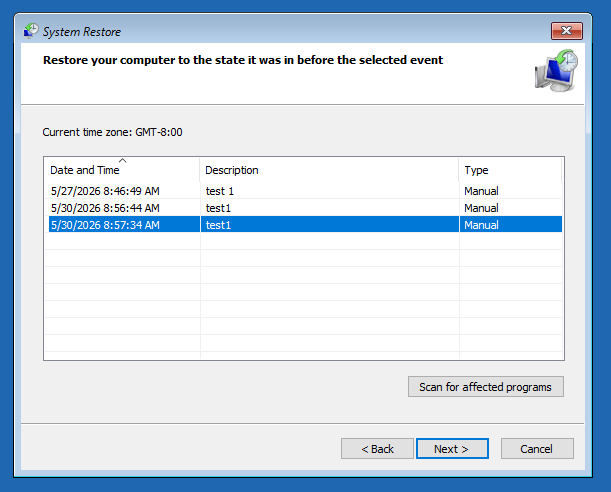 System Restore
Restore your computer to the state it was in before the selected event
Current time zone: GMT-8:00
Date and Time Description Type
5/27/2026 8:46:49 AM test 1 Manual
5/30/2026 8:56:44 AM test1 Manual
5/30/2026 8:57:34 AM test1 Manual
Scan for affected programs
< Back Next > Cancel